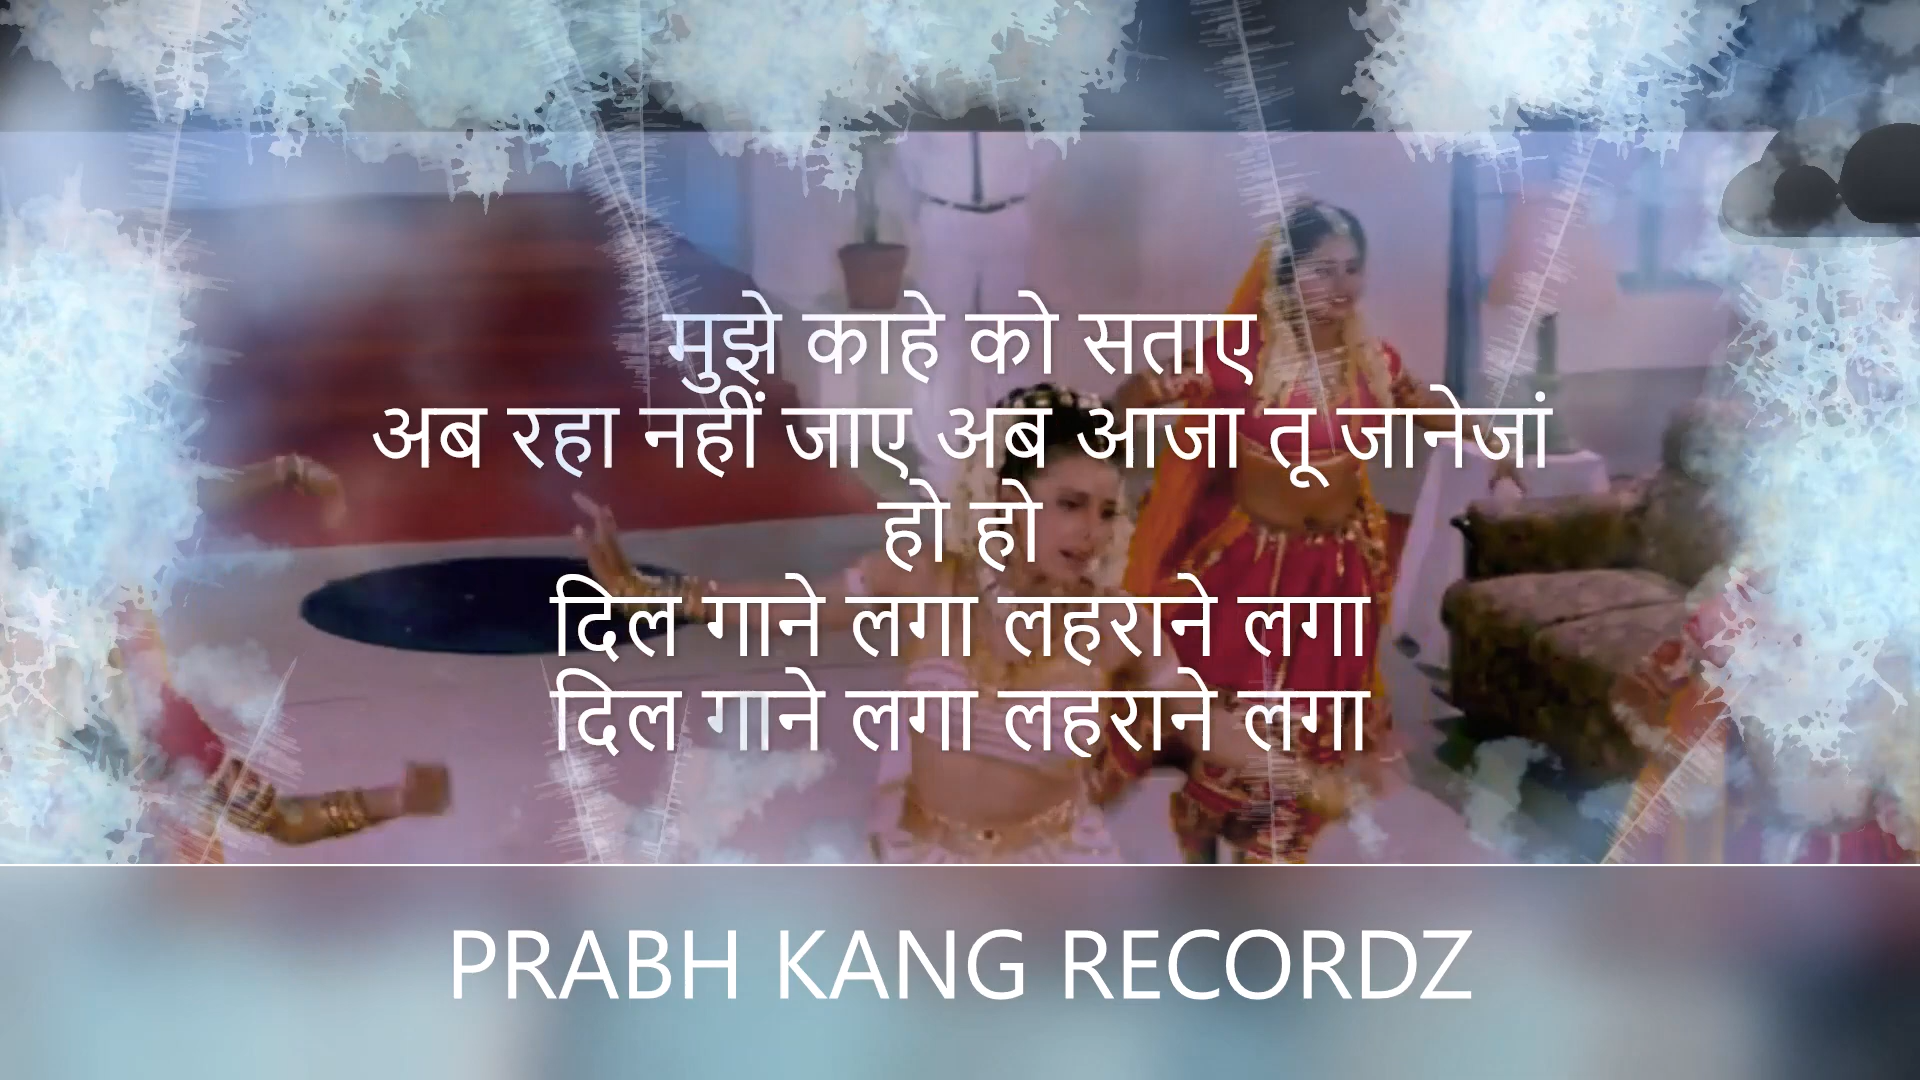 मुझे काहे को सताए
अब रहा नहीं जाए अब आजा तू जानेजां
हो हो
दिल गाने लगा लहराने लगा
दिल गाने लगा लहराने लगा
PRABH KANG RECORDZ